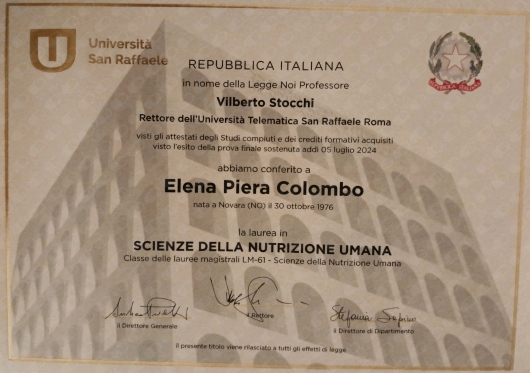 Università
San Raffaele
REPUBBLICA ITALIANA
in nome della Legge Noi Professore
Vilberto Stocchi
Rettore dell'Università Telematica San Raffaele Roma
visti gli attestati degli Studi compiuti e dei crediti formativi acquisiti
visto l'esito della prova finale sostenuta addì 05 luglio 2024
abbiamo conferito a
Elena Piera Colombo
nata a Novara (NO) il 30 ottobre 1976
la laurea in
SCIENZE DELLA NUTRIZIONE UMANA
Classe delle lauree magistrali LM-61 - Scienze della Nutrizione Umana
Il Direttore Generale
Il Rettore
Il Direttore di Dipartimento
Il presente titolo viene rilasciato a tutti gli effetti di legge